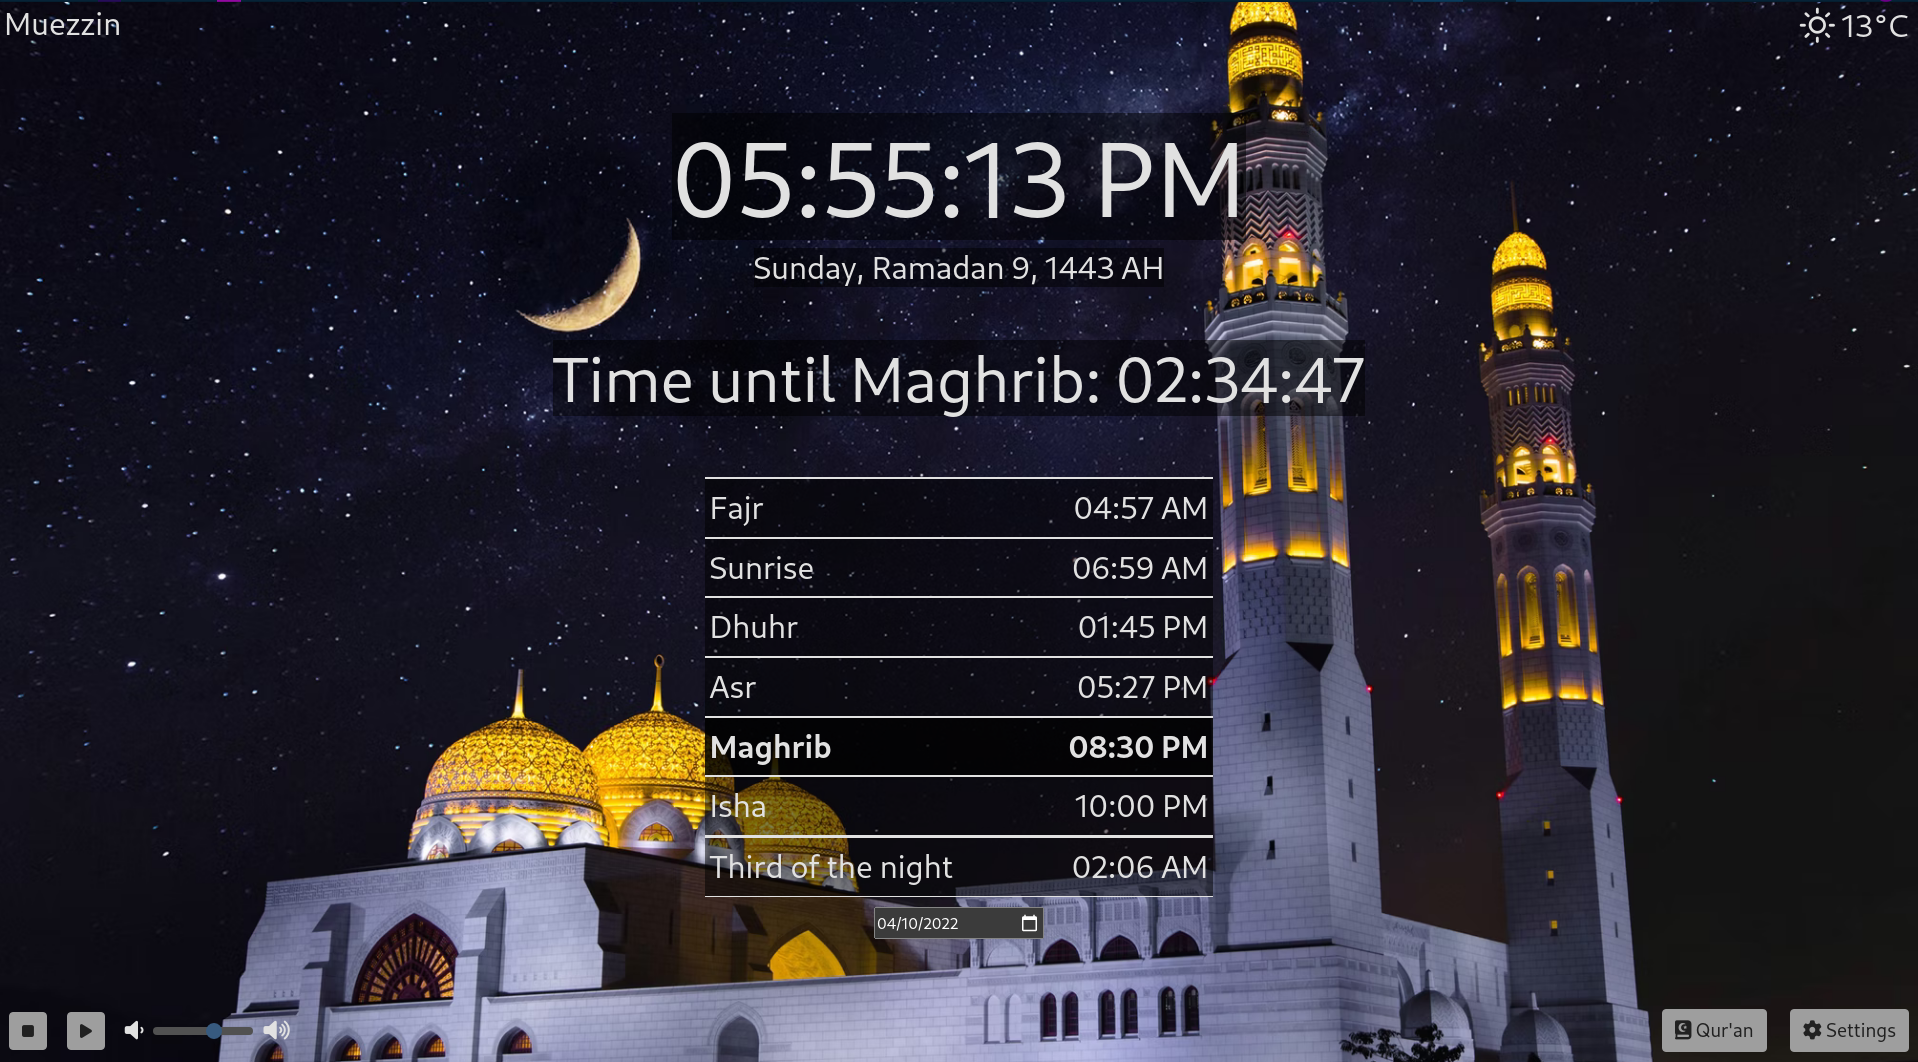 Muezzin
13°C
05:55:13 PM
Sunday, Ramadan 9, 1443 AH
Time until Maghrib: 02:34:47
Fajr 04:57 AM
Sunrise 06:59 AM
Dhuhr 01:45 PM
Asr 05:27 PM
Maghrib 08:30 PM
Isha 10:00 PM
Third of the night 02:06 AM
04/10/2022
Qur'an Settings